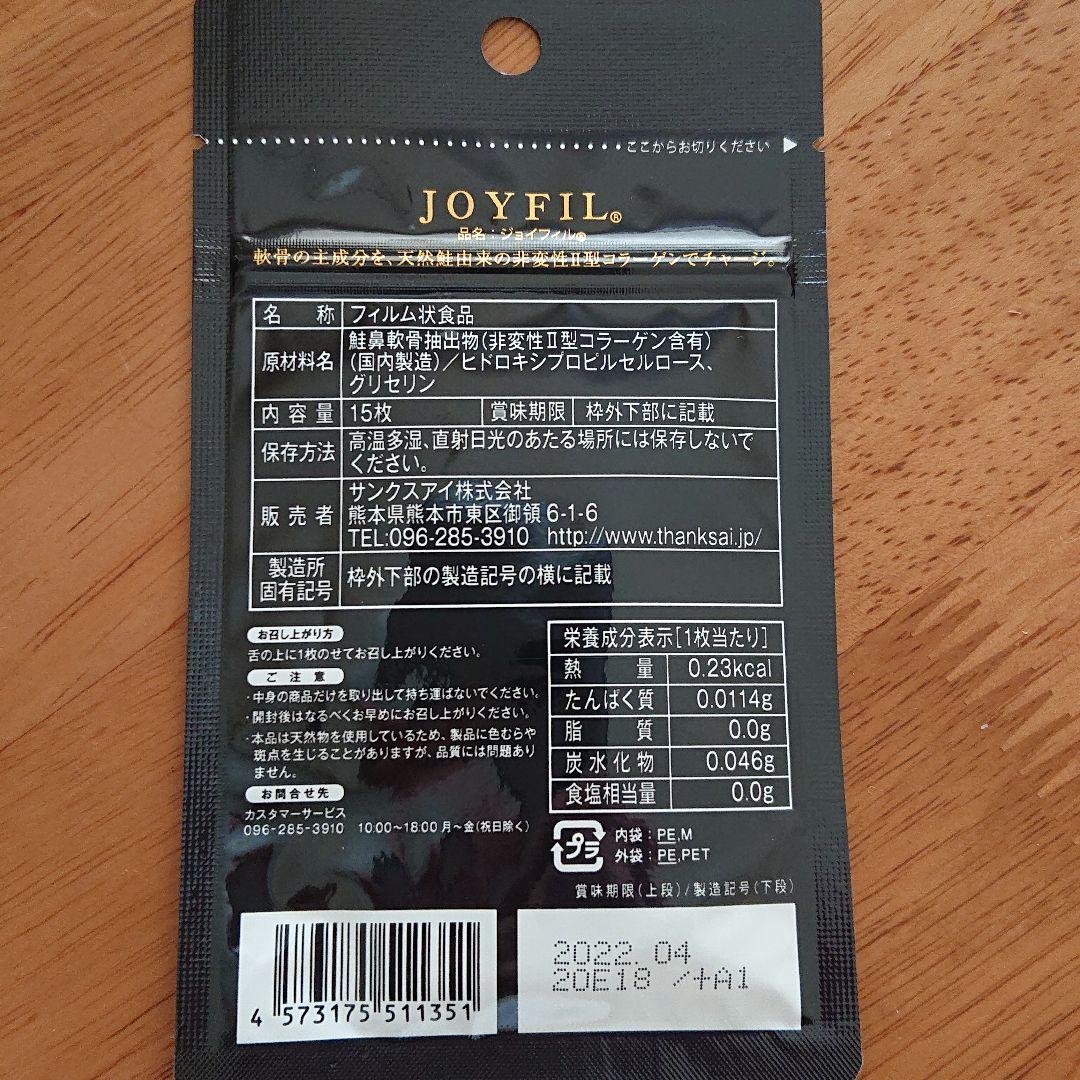 ここからお切りください
JOYFIL®
品名：ジョイフィル®
軟骨の主成分を、天然鮭由来の非変性Ⅱ型コラーゲンでチャージ。
名 称 フィルム状食品
原材料名 鮭鼻軟骨抽出物(非変性Ⅱ型コラーゲン含有)
(国内製造)／ヒドロキシプロピルセルロース、
グリセリン
内容量 15枚 賞味期限 枠外下部に記載
保存方法 高温多湿、直射日光のあたる場所には保存しないで
ください。
販売者 サンクスアイ株式会社
熊本県熊本市東区御領 6-1-6
TEL:096-285-3910 http://www.thanksai.jp/
製造所
固有記号 枠外下部の製造記号の横に記載
お召し上がり方
舌の上に1枚のせてお召し上がりください。
ご注意
・中身の商品だけを取り出して持ち運ばないでください。
・開封後はなるべくお早めにお召し上がりください。
・本品は天然物を使用しているため、製品に色むらや
斑点を生じることがありますが、品質には問題あり
ません。
お問合せ先
カスタマーサービス
096-285-3910 10:00～18:00 月～金(祝日除く)
栄養成分表示[1枚当たり]
熱 量 0.23kcal
たんぱく質 0.0114g
脂 質 0.0g
炭水化物 0.046g
食塩相当量 0.0g
プラ
内袋：PE,M
外袋：PE,PET
賞味期限(上段)/製造記号(下段)
4 573175 511351
2022.04
20E18 /+A1